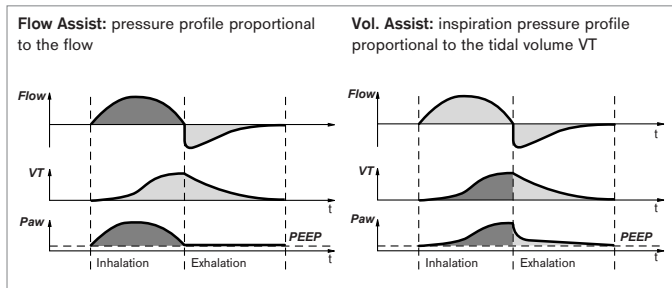 Flow Assist: pressure profile proportional
to the flow
Flow
t
VT
t
Paw
PEEP
t
Inhalation
Exhalation
Vol. Assist: inspiration pressure profile
proportional to the tidal volume VT
Flow
t
VT
t
Paw
PEEP
t
Inhalation
Exhalation